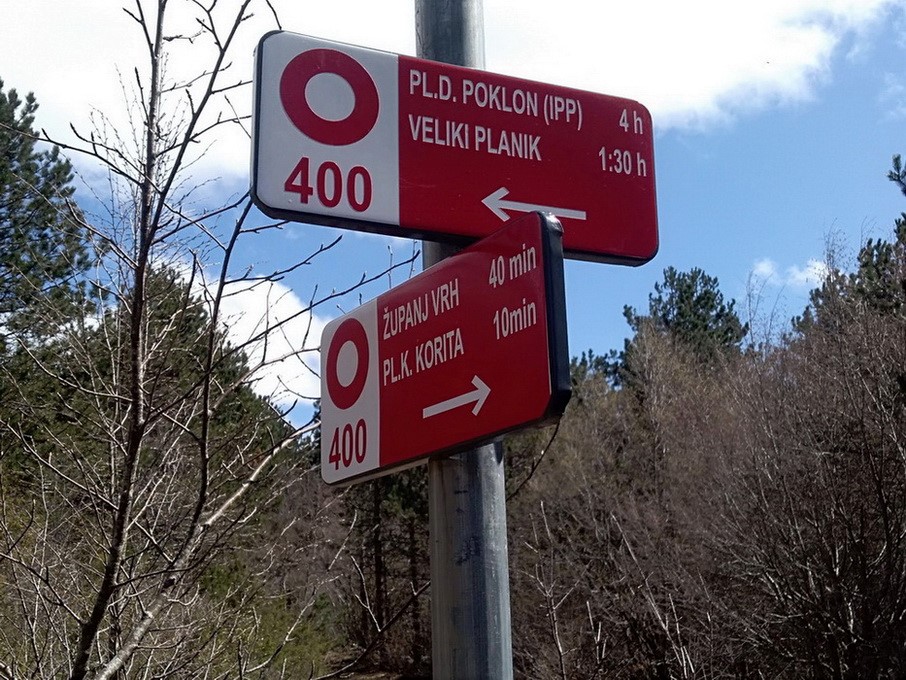 PL.D. POKLON (IPP) 4 h
VELIKI PLANIK 1:30 h
400
ŽUPANJ VRH 40 min
PL.K. KORITA 10min
400